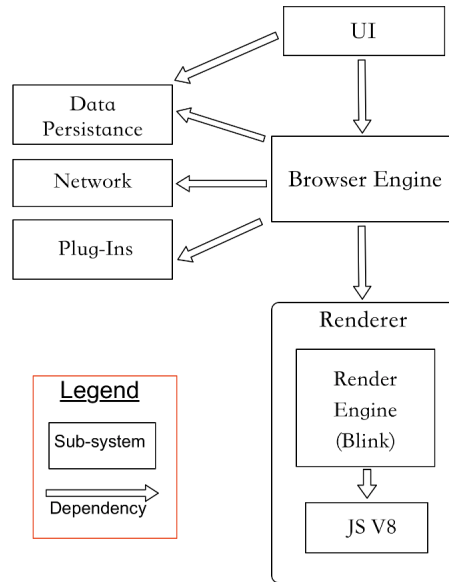 UI
Data
Persistance
Browser Engine
Network
Plug-Ins
Renderer
Render
Engine
(Blink)
JS V8
Legend
Sub-system
Dependency